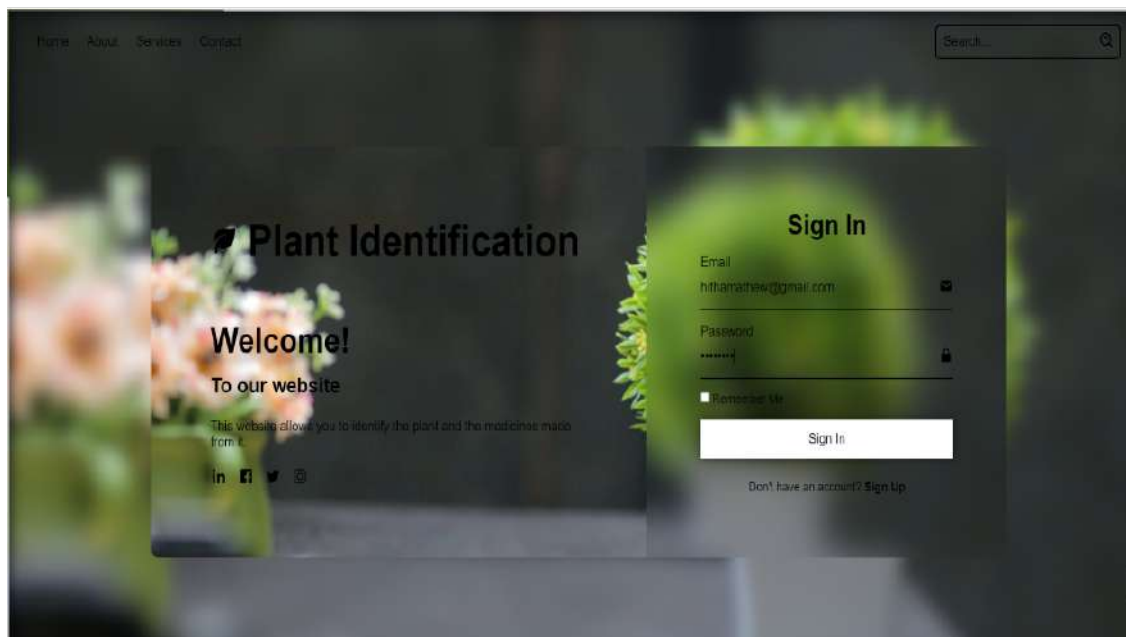 Home About Services Contact
Search...
Plant Identification
Welcome!
To our website
This website allows you to identify the plant and the medicines made
from it.
Sign In
Email
hithamathew@gmail.com
Password
Remember Me
Sign In
Don't have an account? Sign Up